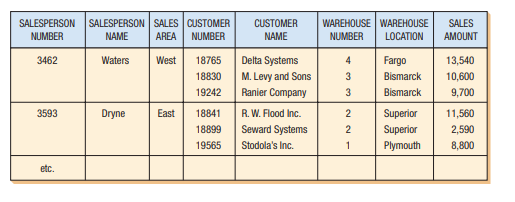 SALESPERSON SALESPERSON SALES CUSTOMER CUSTOMER WAREHOUSE WAREHOUSE SALES
NUMBER NAME AREA NUMBER NAME NUMBER LOCATION AMOUNT
3462 Waters West 18765 Delta Systems 4 Fargo 13,540
18830 M. Levy and Sons 3 Bismarck 10,600
19242 Ranier Company 3 Bismarck 9,700
3593 Dryne East 18841 R. W. Flood Inc. 2 Superior 11,560
18899 Seward Systems 2 Superior 2,590
19565 Stodola's Inc. 1 Plymouth 8,800
etc.